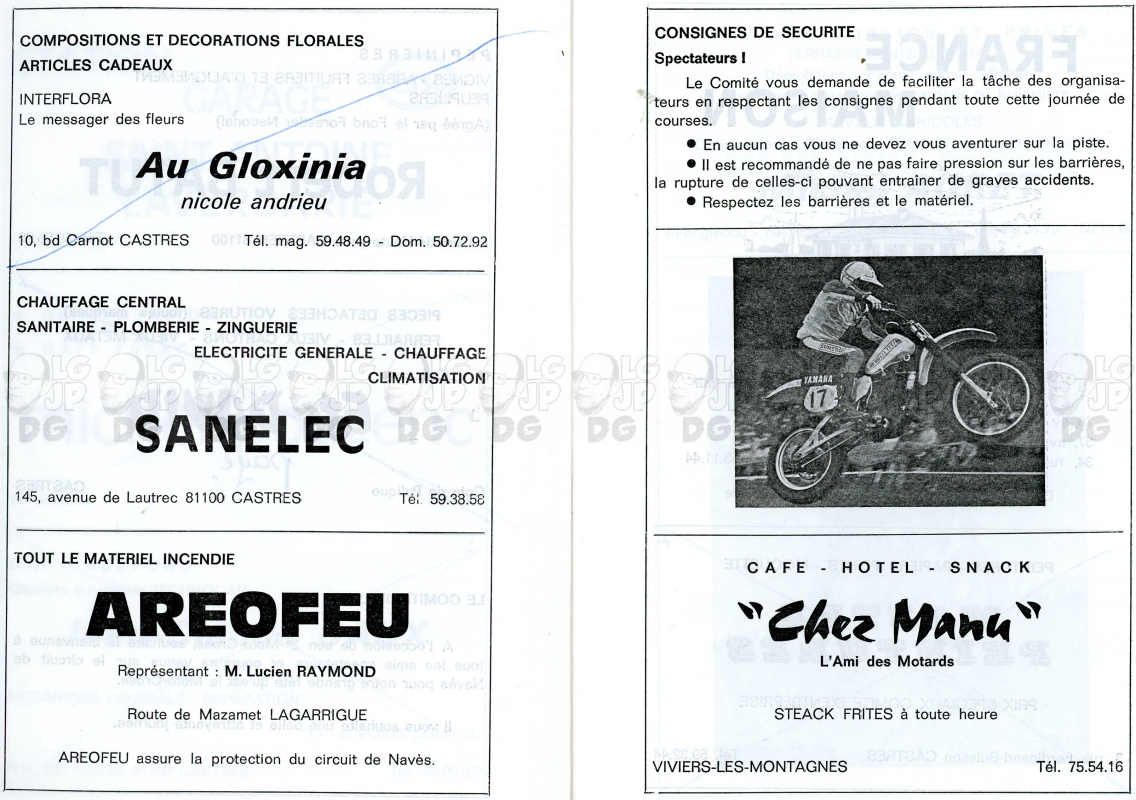 COMPOSITIONS ET DECORATIONS FLORALES
ARTICLES CADEAUX
INTERFLORA
Le messager des fleurs
Au Gloxinia
nicole andrieu
10, bd Carnot CASTRES Tél. mag. 59.48.49 - Dom. 50.72.92
CHAUFFAGE CENTRAL
SANITAIRE - PLOMBERIE - ZINGUERIE
ELECTRICITE GENERALE - CHAUFFAGE
CLIMATISATION
SANELEC
145, avenue de Lautrec 81100 CASTRES Tél. 59.38.58
TOUT LE MATERIEL INCENDIE
AREOFEU
Représentant : M. Lucien RAYMOND
Route de Mazamet LAGARRIGUE
AREOFEU assure la protection du circuit de Navès.
CONSIGNES DE SECURITE
Spectateurs !
Le Comité vous demande de faciliter la tâche des organisa-
teurs en respectant les consignes pendant toute cette journée de
courses.
● En aucun cas vous ne devez vous aventurer sur la piste.
● Il est recommandé de ne pas faire pression sur les barrières,
la rupture de celles-ci pouvant entraîner de graves accidents.
● Respectez les barrières et le matériel.
YAMAHA
17
CAFE - HOTEL - SNACK
"Chez Manu"
L'Ami des Motards
STEACK FRITES à toute heure
VIVIERS-LES-MONTAGNES Tél. 75.54.16
LG JP DG